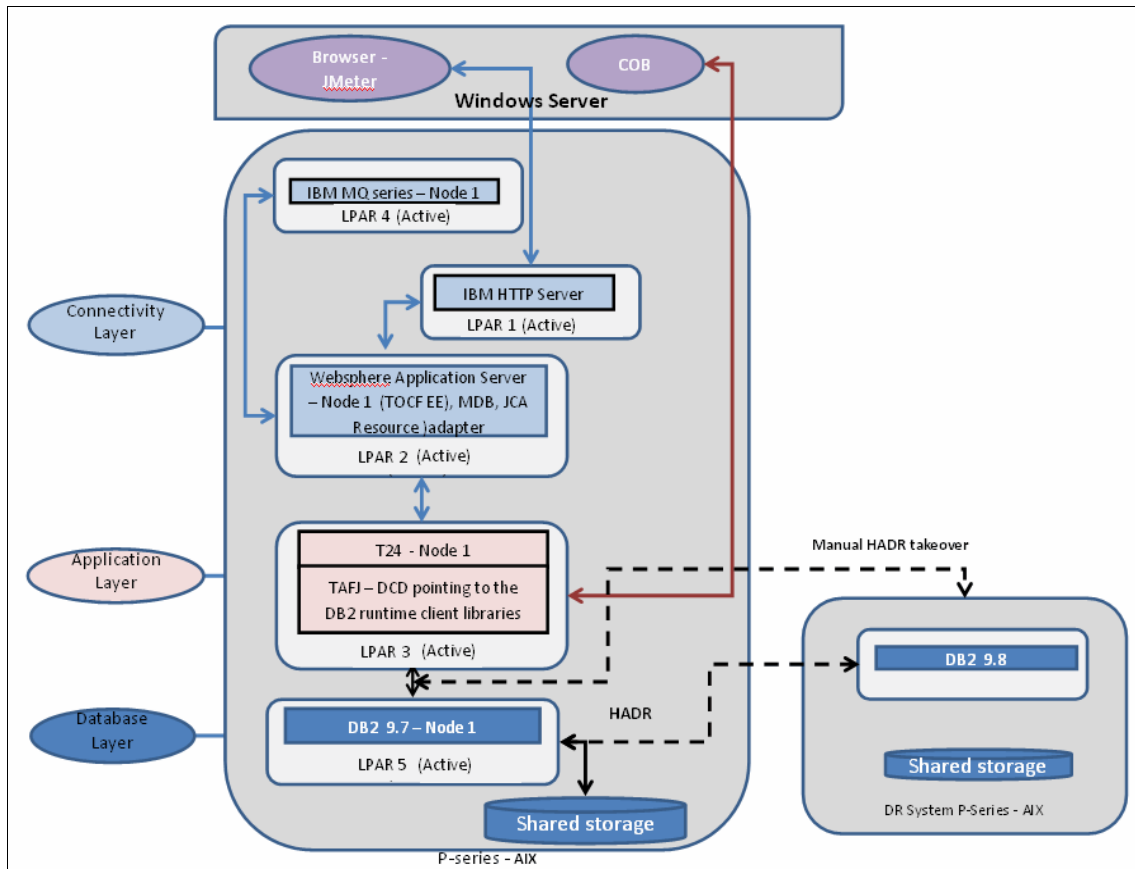 Browser -
JMeter
COB
Windows Server
IBM MQ series – Node 1
LPAR 4 (Active)
IBM HTTP Server
LPAR 1 (Active)
Connectivity
Layer
Websphere Application Server
– Node 1 (TOCF EE), MDB, JCA
Resource )adapter
LPAR 2 (Active)
Application
Layer
T24 - Node 1
TAFJ – DCD pointing to the
DB2 runtime client libraries
LPAR 3 (Active)
Manual HADR takeover
DB2 9.8
HADR
Database
Layer
DB2 9.7 – Node 1
LPAR 5 (Active)
Shared storage
Shared storage
DR System P-Series - AIX
P-series - AIX